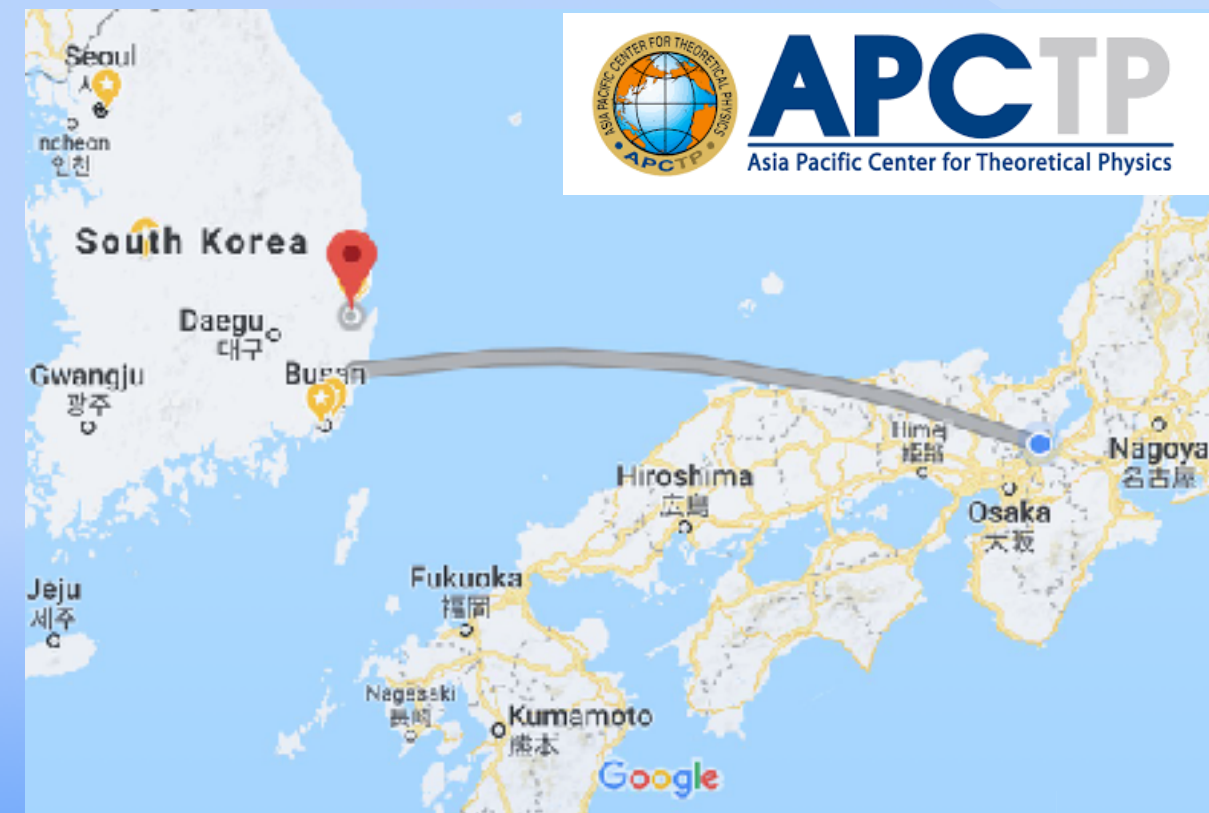 Seoul
서
ncheon
인천
South Korea
Daegu
대구
Gwangju
광주
Busan
Jeju
제주
Hiroshima
広島
Himeji
姫路
Nagoya
名古屋
Osaka
大阪
Fukuoka
福岡
Nagasaki
長崎
Kumamoto
熊本
Google
ASIA PACIFIC CENTER FOR THEORETICAL PHYSICS
• APCTP •
APCTP
Asia Pacific Center for Theoretical Physics